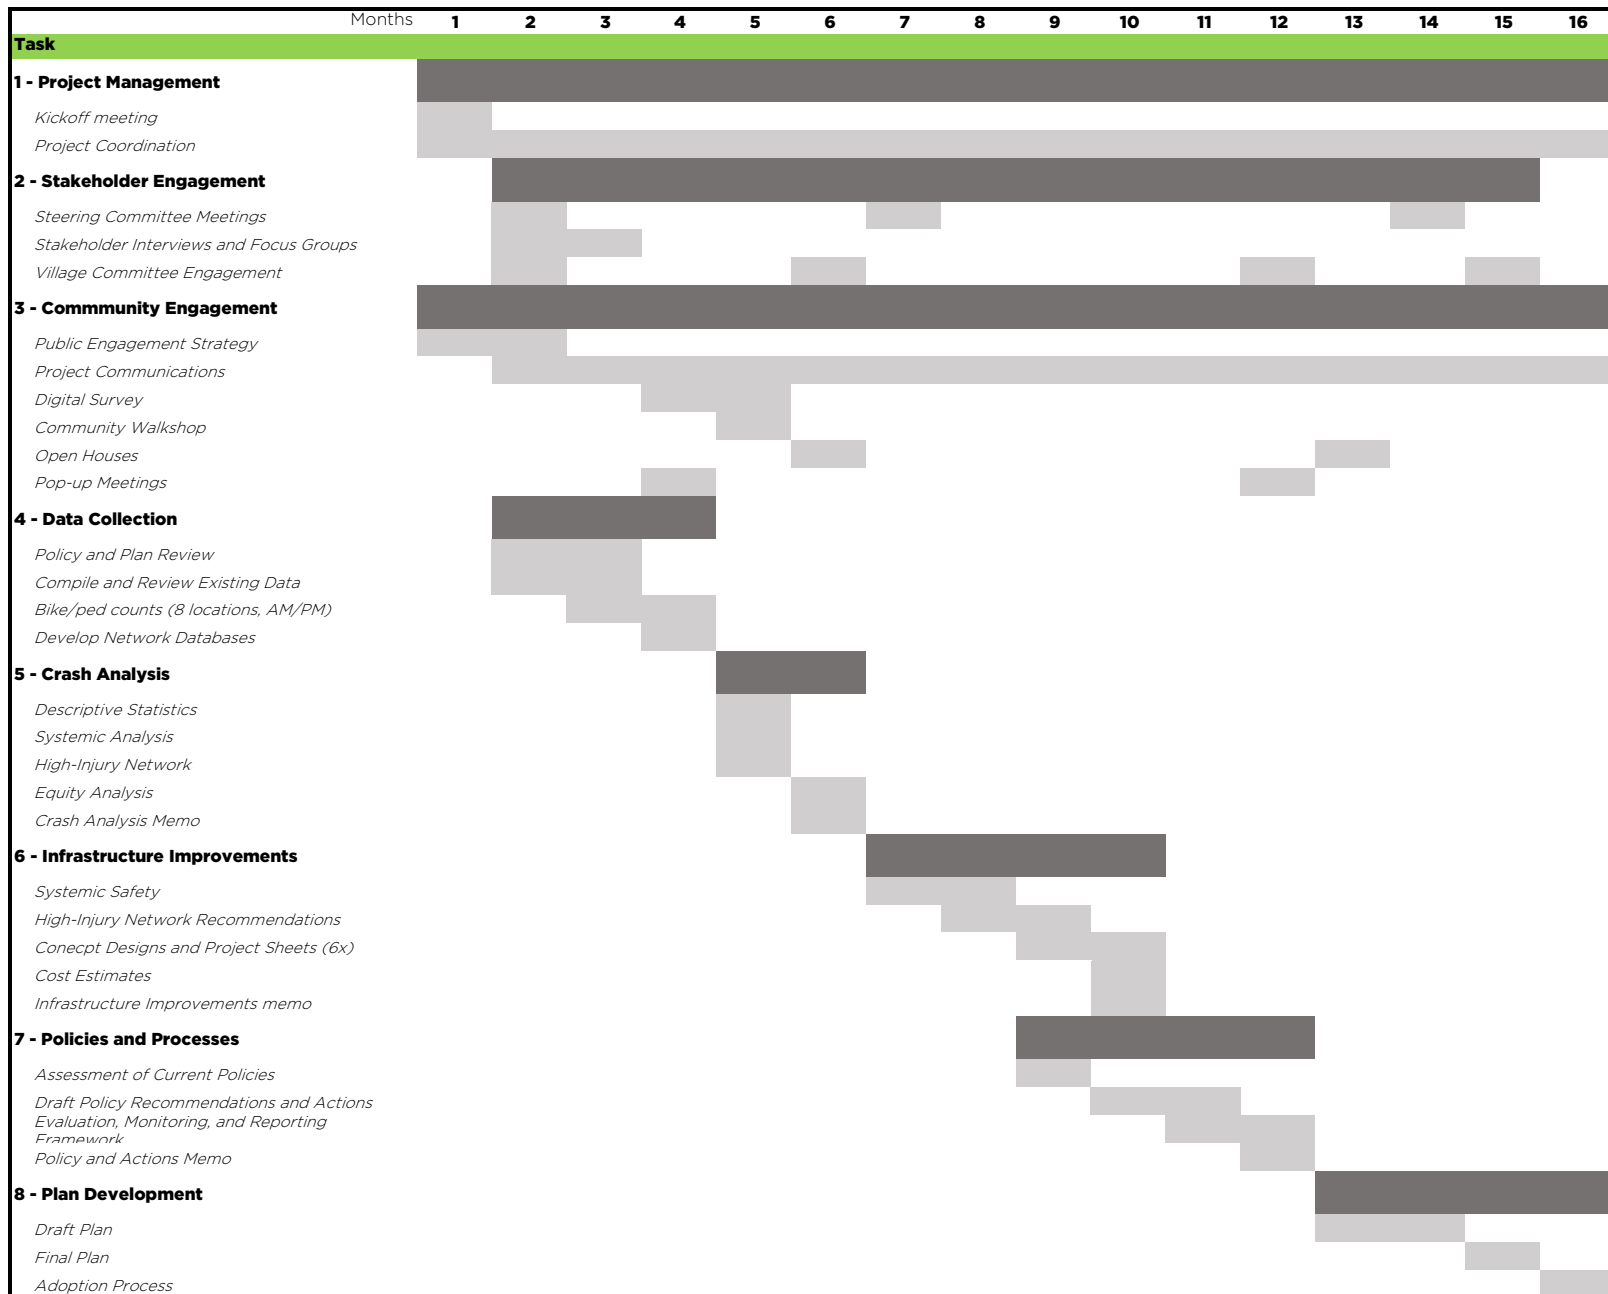 Months 1 2 3 4 5 6 7 8 9 10 11 12 13 14 15 16
Task
1 - Project Management
Kickoff meeting
Project Coordination
2 - Stakeholder Engagement
Steering Committee Meetings
Stakeholder Interviews and Focus Groups
Village Committee Engagement
3 - Commmunity Engagement
Public Engagement Strategy
Project Communications
Digital Survey
Community Walkshop
Open Houses
Pop-up Meetings
4 - Data Collection
Policy and Plan Review
Compile and Review Existing Data
Bike/ped counts (8 locations, AM/PM)
Develop Network Databases
5 - Crash Analysis
Descriptive Statistics
Systemic Analysis
High-Injury Network
Equity Analysis
Crash Analysis Memo
6 - Infrastructure Improvements
Systemic Safety
High-Injury Network Recommendations
Conecpt Designs and Project Sheets (6x)
Cost Estimates
Infrastructure Improvements memo
7 - Policies and Processes
Assessment of Current Policies
Draft Policy Recommendations and Actions
Evaluation, Monitoring, and Reporting
Framework
Policy and Actions Memo
8 - Plan Development
Draft Plan
Final Plan
Adoption Process